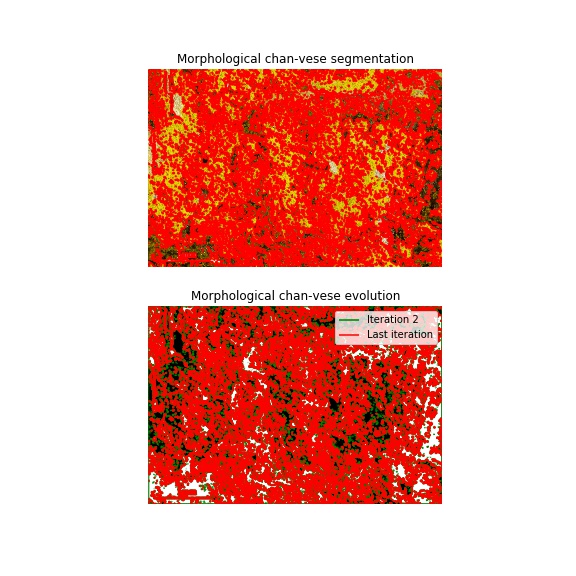 Morphological chan-vese segmentation
Morphological chan-vese evolution
Iteration 2
Last iteration